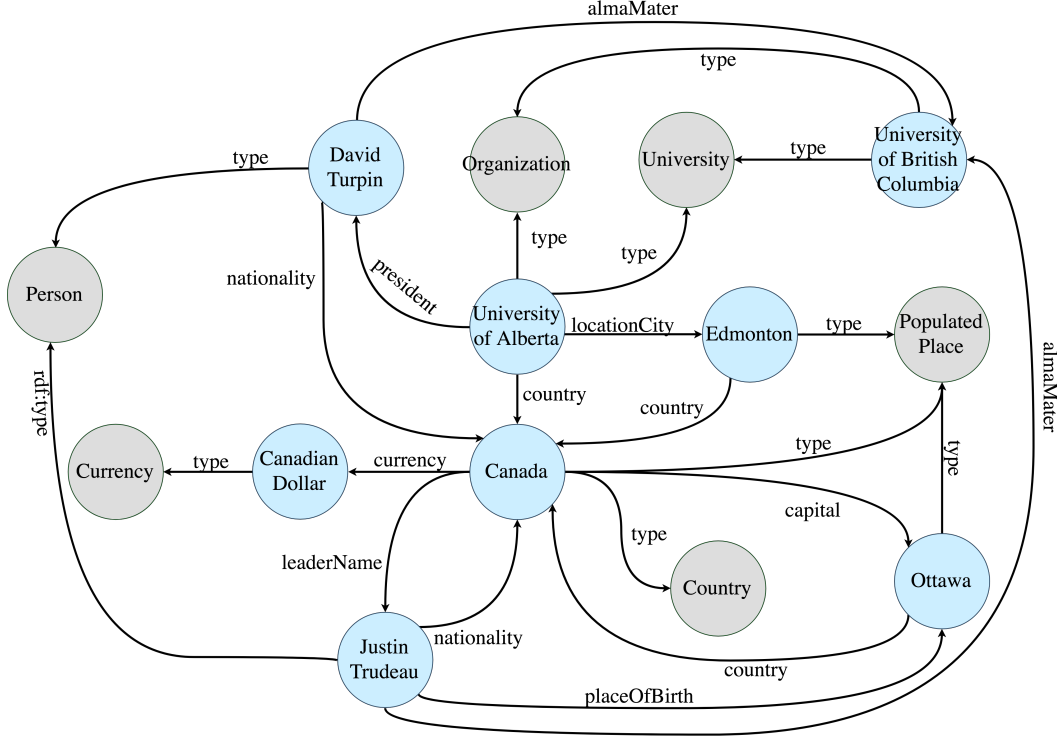 almaMater
type
David
Turpin
type
Organization
University
type
University
of British
Columbia
type
type
nationality
president
Person
University
of Alberta
locationCity
Edmonton
type
Populated
Place
country
country
rdf:type
almaMater
Currency
type
Canadian
Dollar
currency
Canada
type
type
capital
type
leaderName
Country
Ottawa
nationality
Justin
Trudeau
country
placeOfBirth